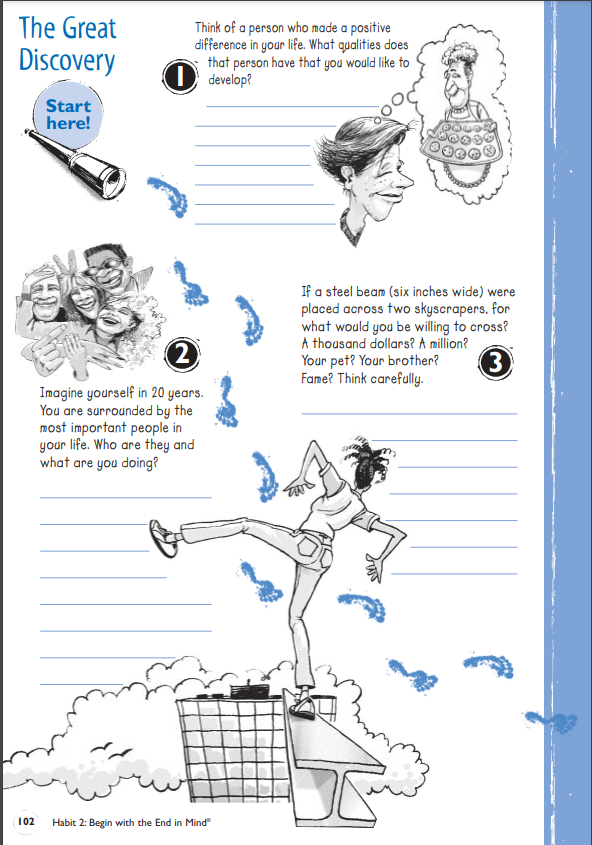 The Great
Discovery
Start
here!
1
Think of a person who made a positive
difference in your life. What qualities does
that person have that you would like to
develop?
2
Imagine yourself in 20 years.
You are surrounded by the
most important people in
your life. Who are they and
what are you doing?
3
If a steel beam (six inches wide) were
placed across two skyscrapers, for
what would you be willing to cross?
A thousand dollars? A million?
Your pet? Your brother?
Fame? Think carefully.
102 Habit 2: Begin with the End in Mind®